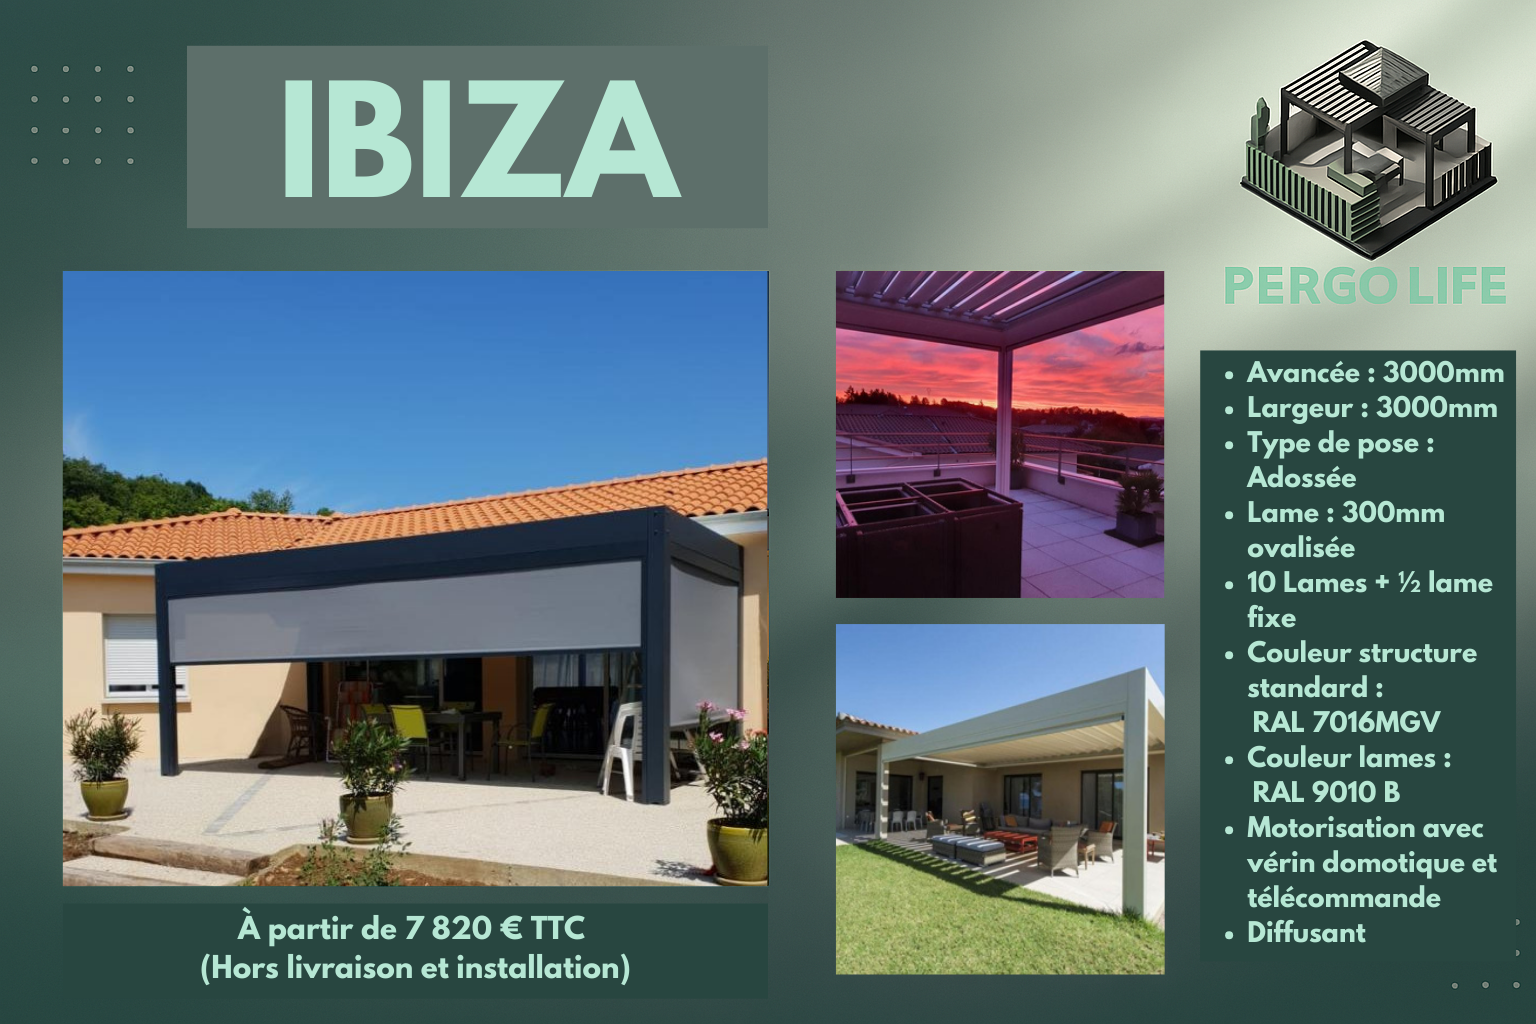 IBIZA
PERGO LIFE
• Avancée : 3000mm
• Largeur : 3000mm
• Type de pose :
Adossée
• Lame : 300mm
ovalisée
• 10 Lames + ½ lame
fixe
• Couleur structure
standard :
RAL 7016MGV
• Couleur lames :
RAL 9010 B
• Motorisation avec
vérin domotique et
télécommande
• Diffusant
À partir de 7 820 € TTC
(Hors livraison et installation)